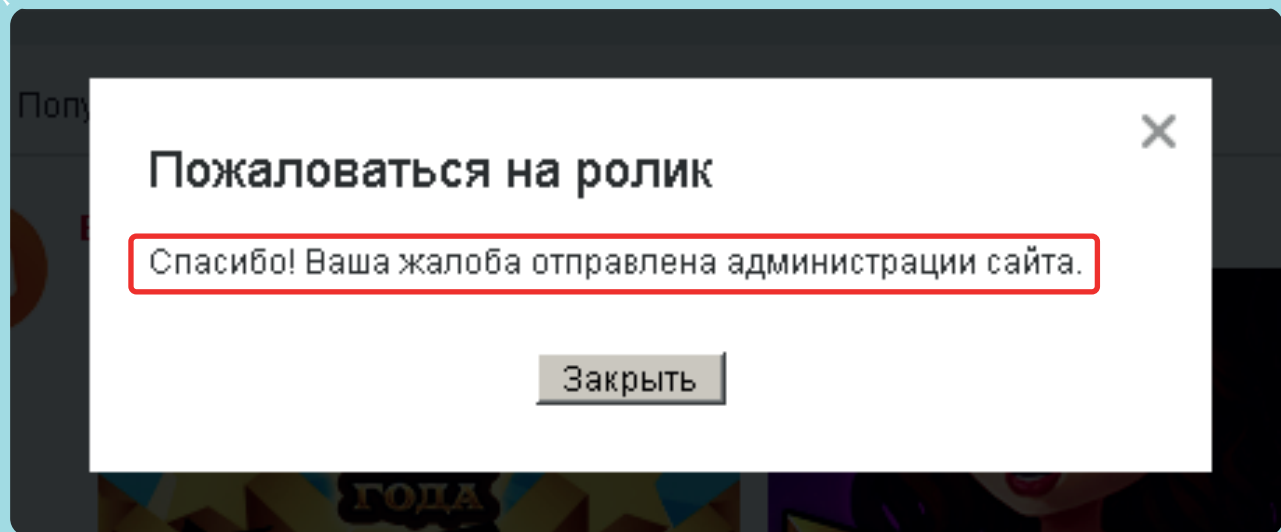 Попу
Пожаловаться на ролик
Спасибо! Ваша жалоба отправлена администрации сайта.
Закрыть
ГОДА